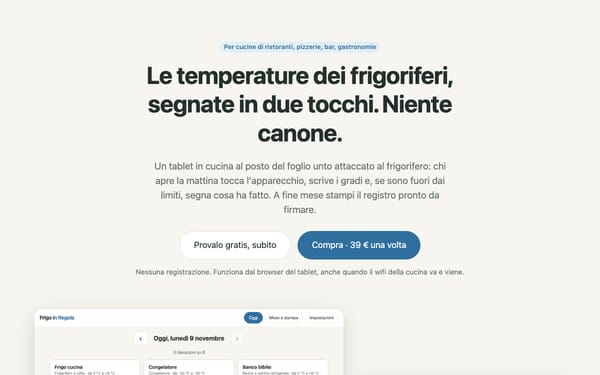 Per cucine di ristoranti, pizzerie, bar, gastronomie
Le temperature dei frigoriferi,
segnate in due tocchi. Niente
canone.
Un tablet in cucina al posto del foglio unto attaccato al frigorifero: chi
apre la mattina tocca l'apparecchio, scrive i gradi e, se sono fuori dai
limiti, segna cosa ha fatto. A fine mese stampi il registro pronto da
firmare.
Provalo gratis, subito
Compra · 39 € una volta
Nessuna registrazione. Funziona dal browser del tablet, anche quando il wifi della cucina va e viene.
Frigo in Regola
Oggi
Mese e stampa
Impostazioni
‹
Oggi, lunedì 9 novembre
›
Frigo cucina
Congelatore
Banco bibite